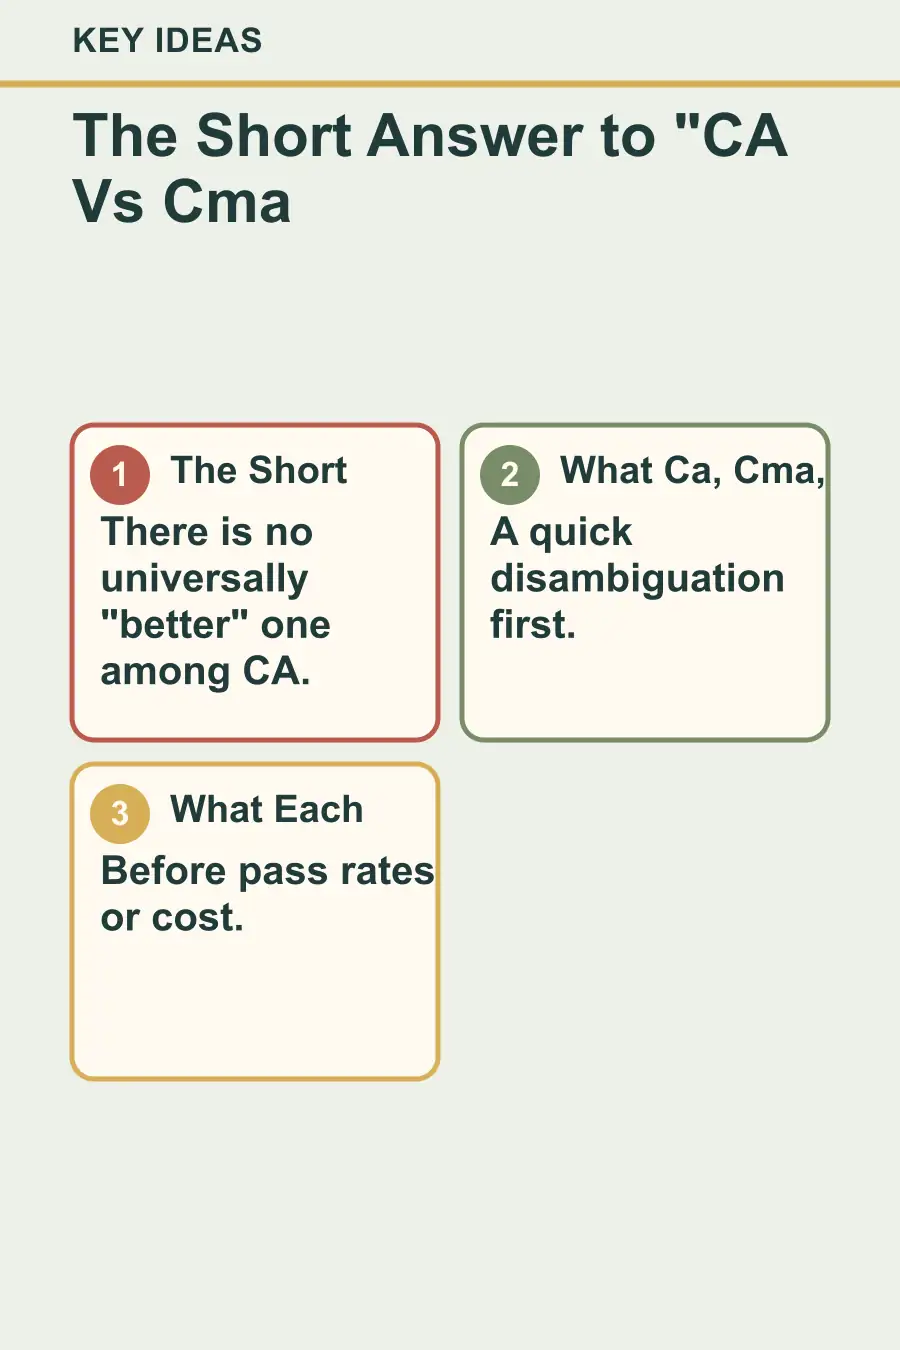 KEY IDEAS
The Short Answer to "CA
Vs Cma
1 The Short
There is no
universally
"better" one
among CA.
2 What Ca, Cma,
A quick
disambiguation
first.
3 What Each
Before pass rates
or cost.